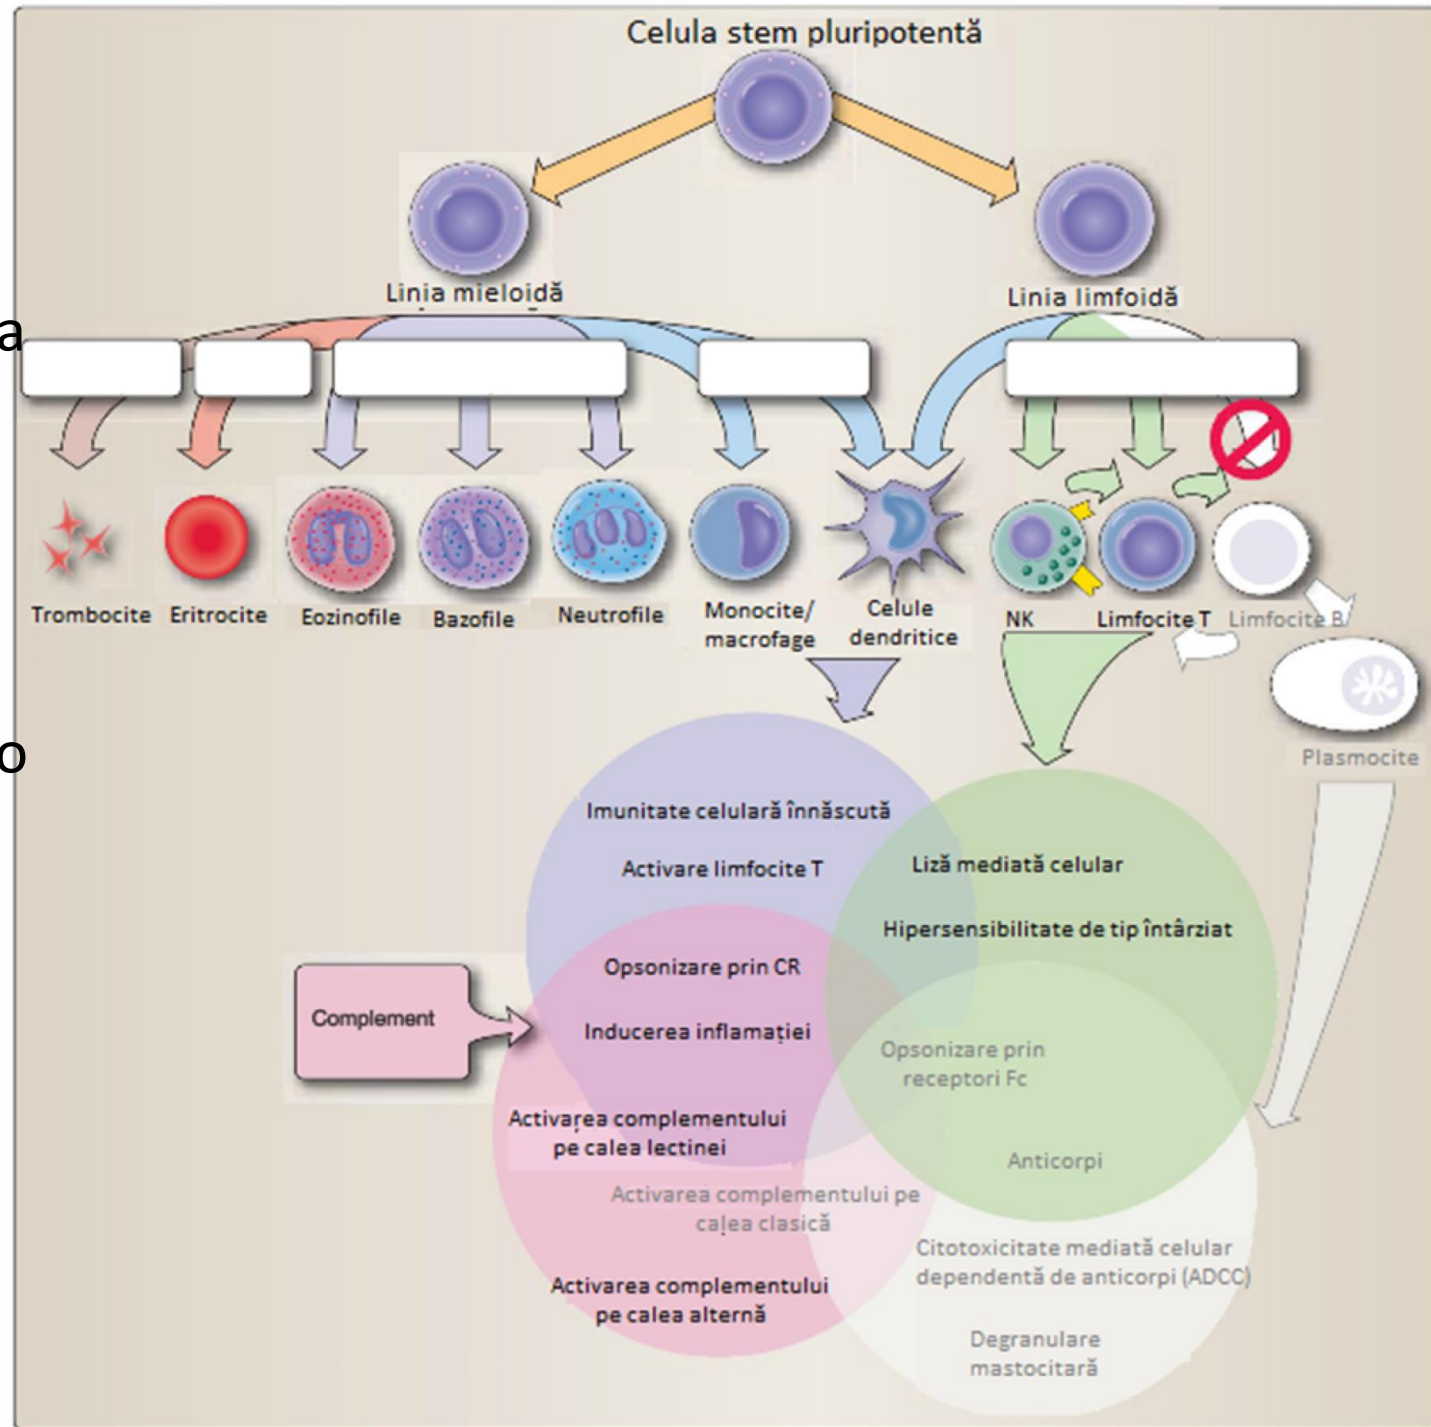 Celula stem pluripotentă
Linia mieloidă
Linia limfoidă
a
Trombocite
Eritrocite
Eozinofile
Bazofile
Neutrofile
Monocite/
macrofage
Celule
dendritice
NK
Limfocite T
Limfocite B
Plasmocite
o
Imunitate celulară înnăscută
Activare limfocite T
Liză mediată celular
Hipersensibilitate de tip întârziat
Opsonizare prin CR
Complement
Inducerea inflamației
Opsonizare prin
receptori Fc
Activarea complementului
pe calea lectinei
Anticorpi
Activarea complementului pe
calea clasică
Citotoxicitate mediată celular
dependentă de anticorpi (ADCC)
Activarea complementului
pe calea alternă
Degranulare
mastocitară